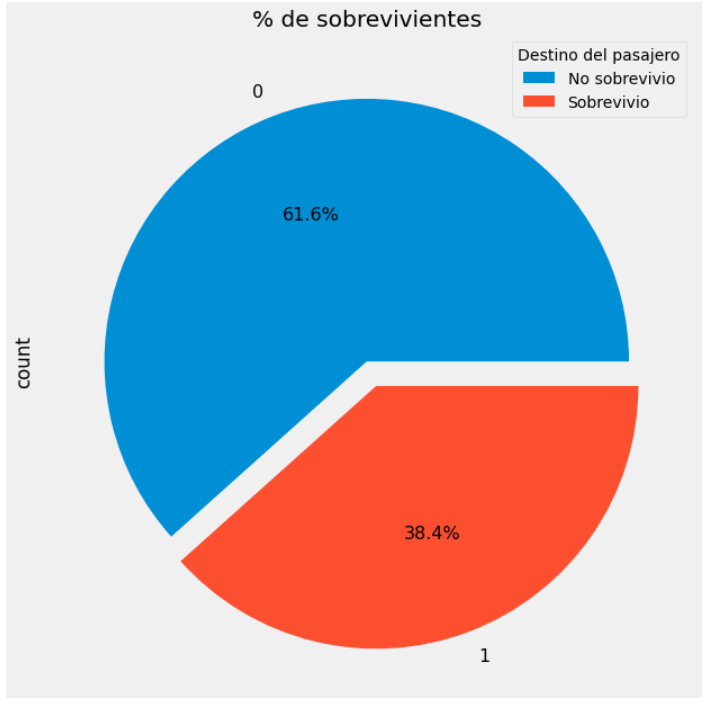 % de sobrevivientes
Destino del pasajero
No sobrevivio
Sobrevivio
0
61.6%
count
38.4%
1